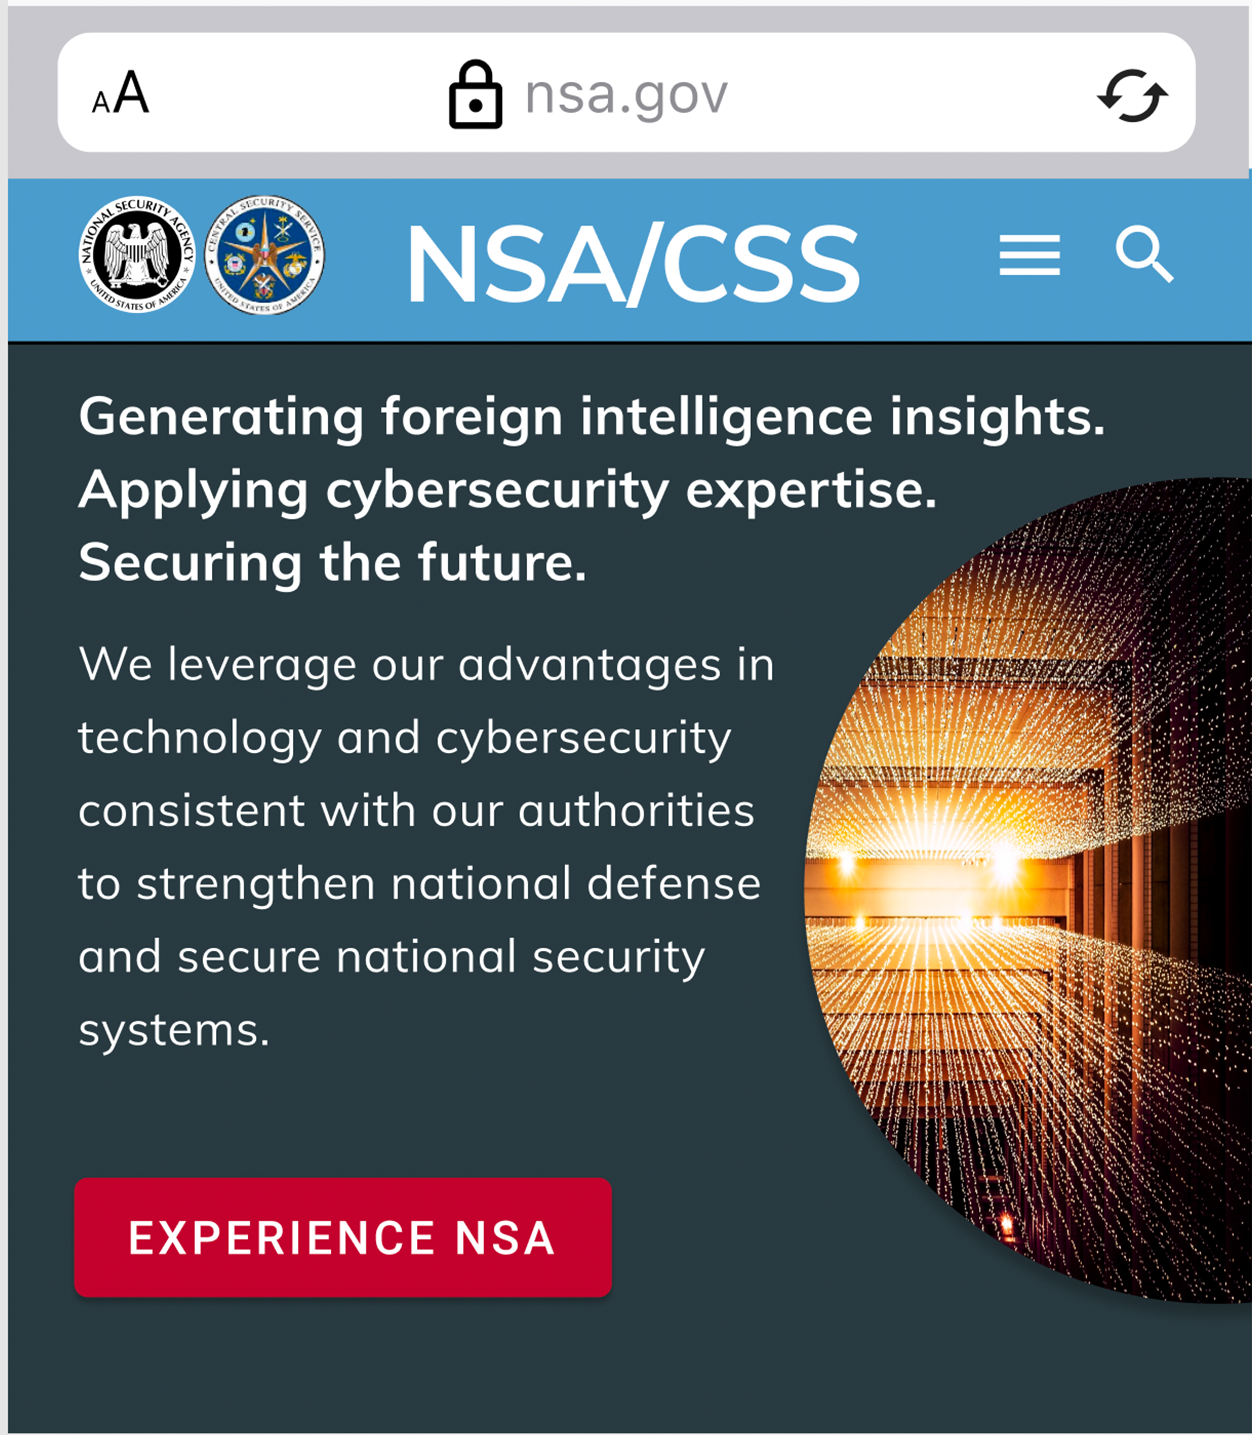 AA
nsa.gov
NATIONAL SECURITY AGENCY
UNITED STATES OF AMERICA
CENTRAL SECURITY SERVICE
UNITED STATES OF AMERICA
NSA/CSS
Generating foreign intelligence insights.
Applying cybersecurity expertise.
Securing the future.
We leverage our advantages in
technology and cybersecurity
consistent with our authorities
to strengthen national defense
and secure national security
systems.
EXPERIENCE NSA